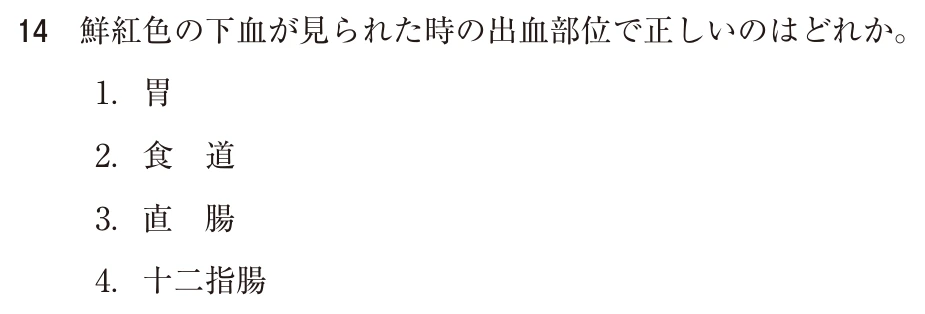 14 鮮紅色の下血が見られた時の出血部位で正しいのはどれか。
1. 胃
2. 食　道
3. 直　腸
4. 十二指腸